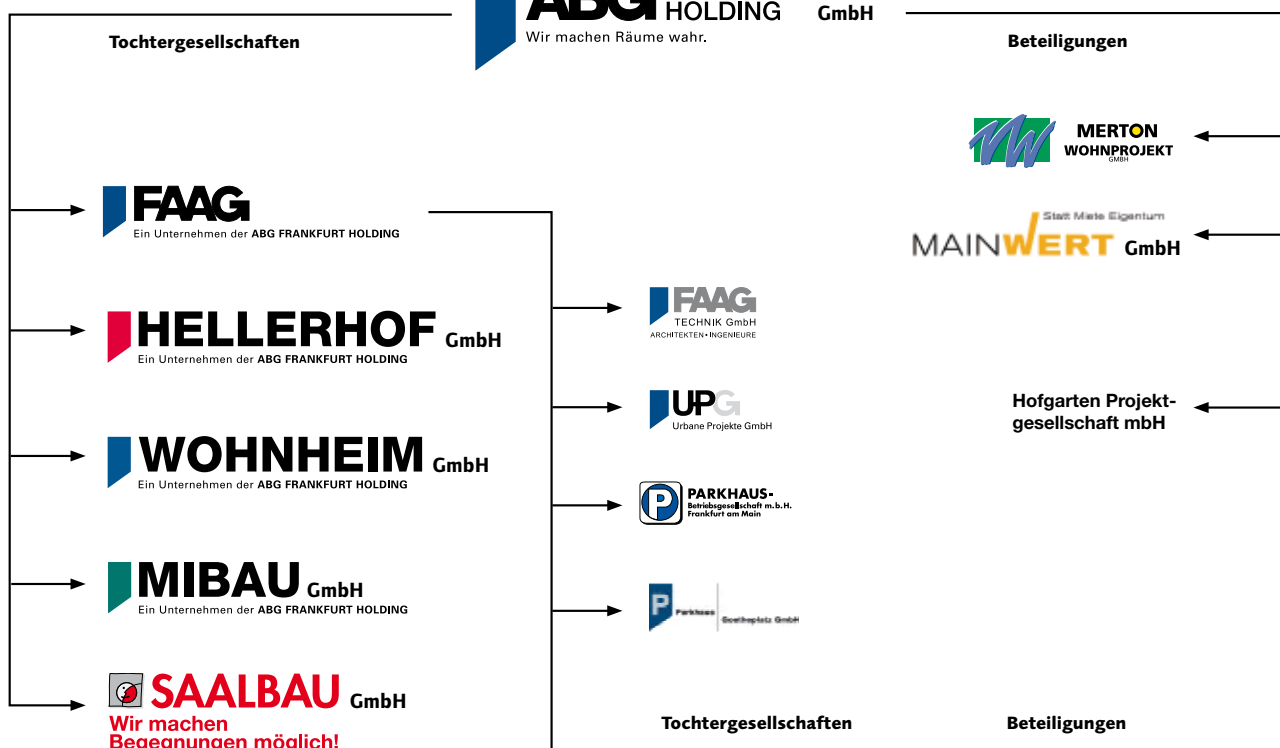 ABG HOLDING GmbH
Wir machen Räume wahr.
Tochtergesellschaften
Beteiligungen
MERTON
WOHNPROJEKT
GMBH
Statt Miete Eigentum
MAINWERT GmbH
Hofgarten Projekt-
gesellschaft mbH
FAAG
Ein Unternehmen der ABG FRANKFURT HOLDING
HELLERHOF GmbH
Ein Unternehmen der ABG FRANKFURT HOLDING
WOHNHEIM GmbH
Ein Unternehmen der ABG FRANKFURT HOLDING
MIBAU GmbH
Ein Unternehmen der ABG FRANKFURT HOLDING
SAALBAU GmbH
Wir machen
Begegnungen möglich!
FAAG
TECHNIK GmbH
ARCHITEKTEN • INGENIEURE
UPG
Urbane Projekte GmbH
P
PARKHAUS-
Betriebsgesellschaft m.b.H.
Frankfurt am Main
P
Parkhaus
Goetheplatz GmbH
Tochtergesellschaften
Beteiligungen